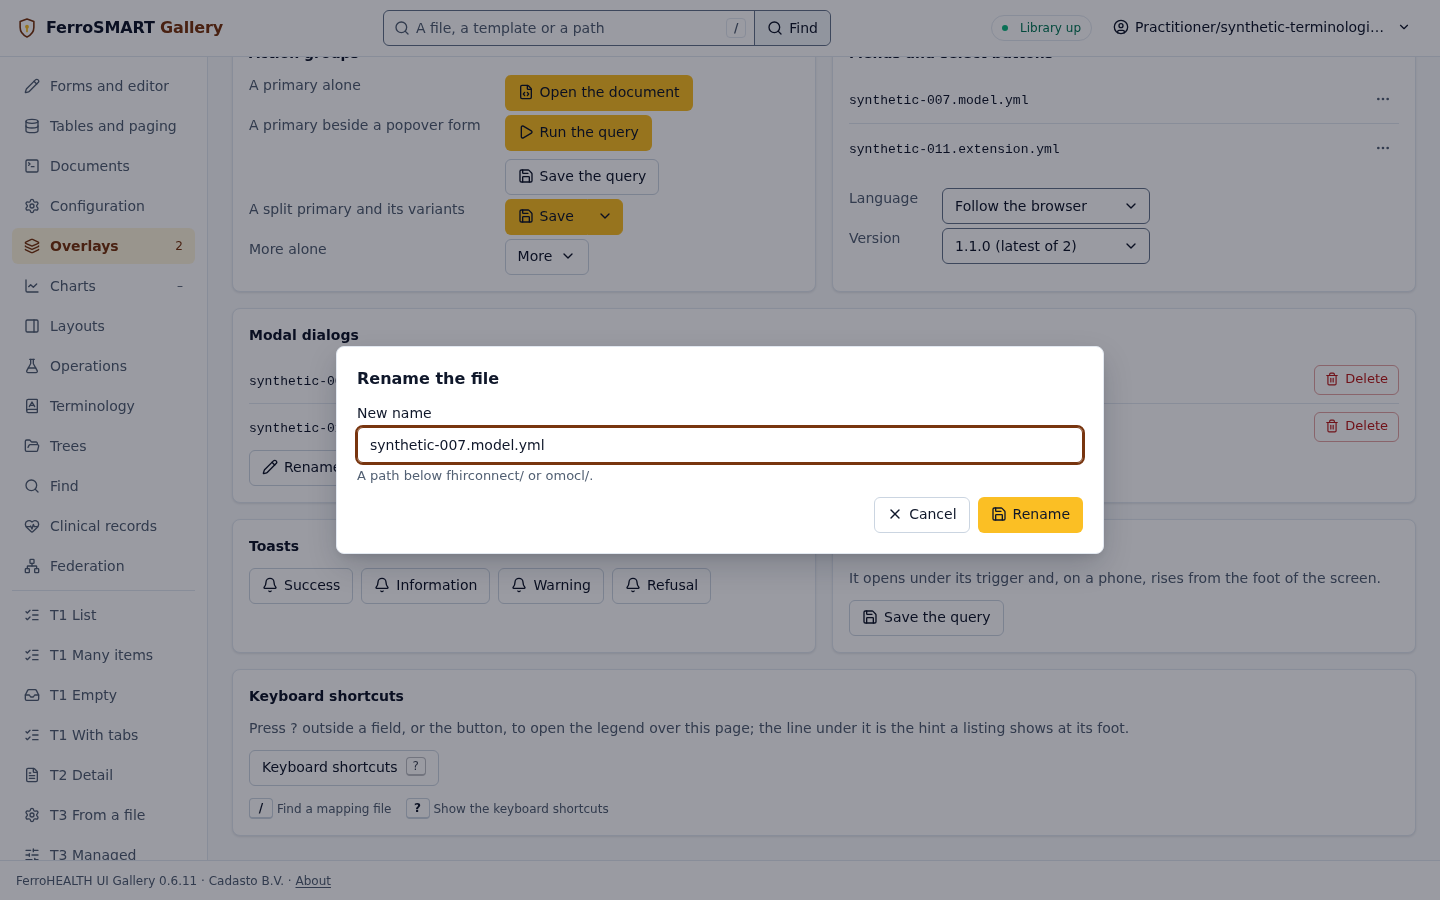 FerroSMART Gallery
A file, a template or a path
/
Find
Library up
Practitioner/synthetic-terminologi…
Forms and editor
Tables and paging
Documents
Configuration
Overlays 2
Charts –
Layouts
Operations
Terminology
Trees
Find
Clinical records
Federation
T1 List
T1 Many items
T1 Empty
T1 With tabs
T2 Detail
T3 From a file
T3 Managed
A primary alone
Open the document
A primary beside a popover form
Run the query
Save the query
A split primary and its variants
Save
More alone
More
synthetic-007.model.yml
synthetic-011.extension.yml
Language
Follow the browser
Version
1.1.0 (latest of 2)
Modal dialogs
Delete
Delete
Rename
Rename the file
New name
synthetic-007.model.yml
A path below fhirconnect/ or omocl/.
Cancel
Rename
Toasts
Success
Information
Warning
Refusal
It opens under its trigger and, on a phone, rises from the foot of the screen.
Save the query
Keyboard shortcuts
Press ? outside a field, or the button, to open the legend over this page; the line under it is the hint a listing shows at its foot.
Keyboard shortcuts ?
/ Find a mapping file ? Show the keyboard shortcuts
FerroHEALTH UI Gallery 0.6.11 · Cadasto B.V. · About